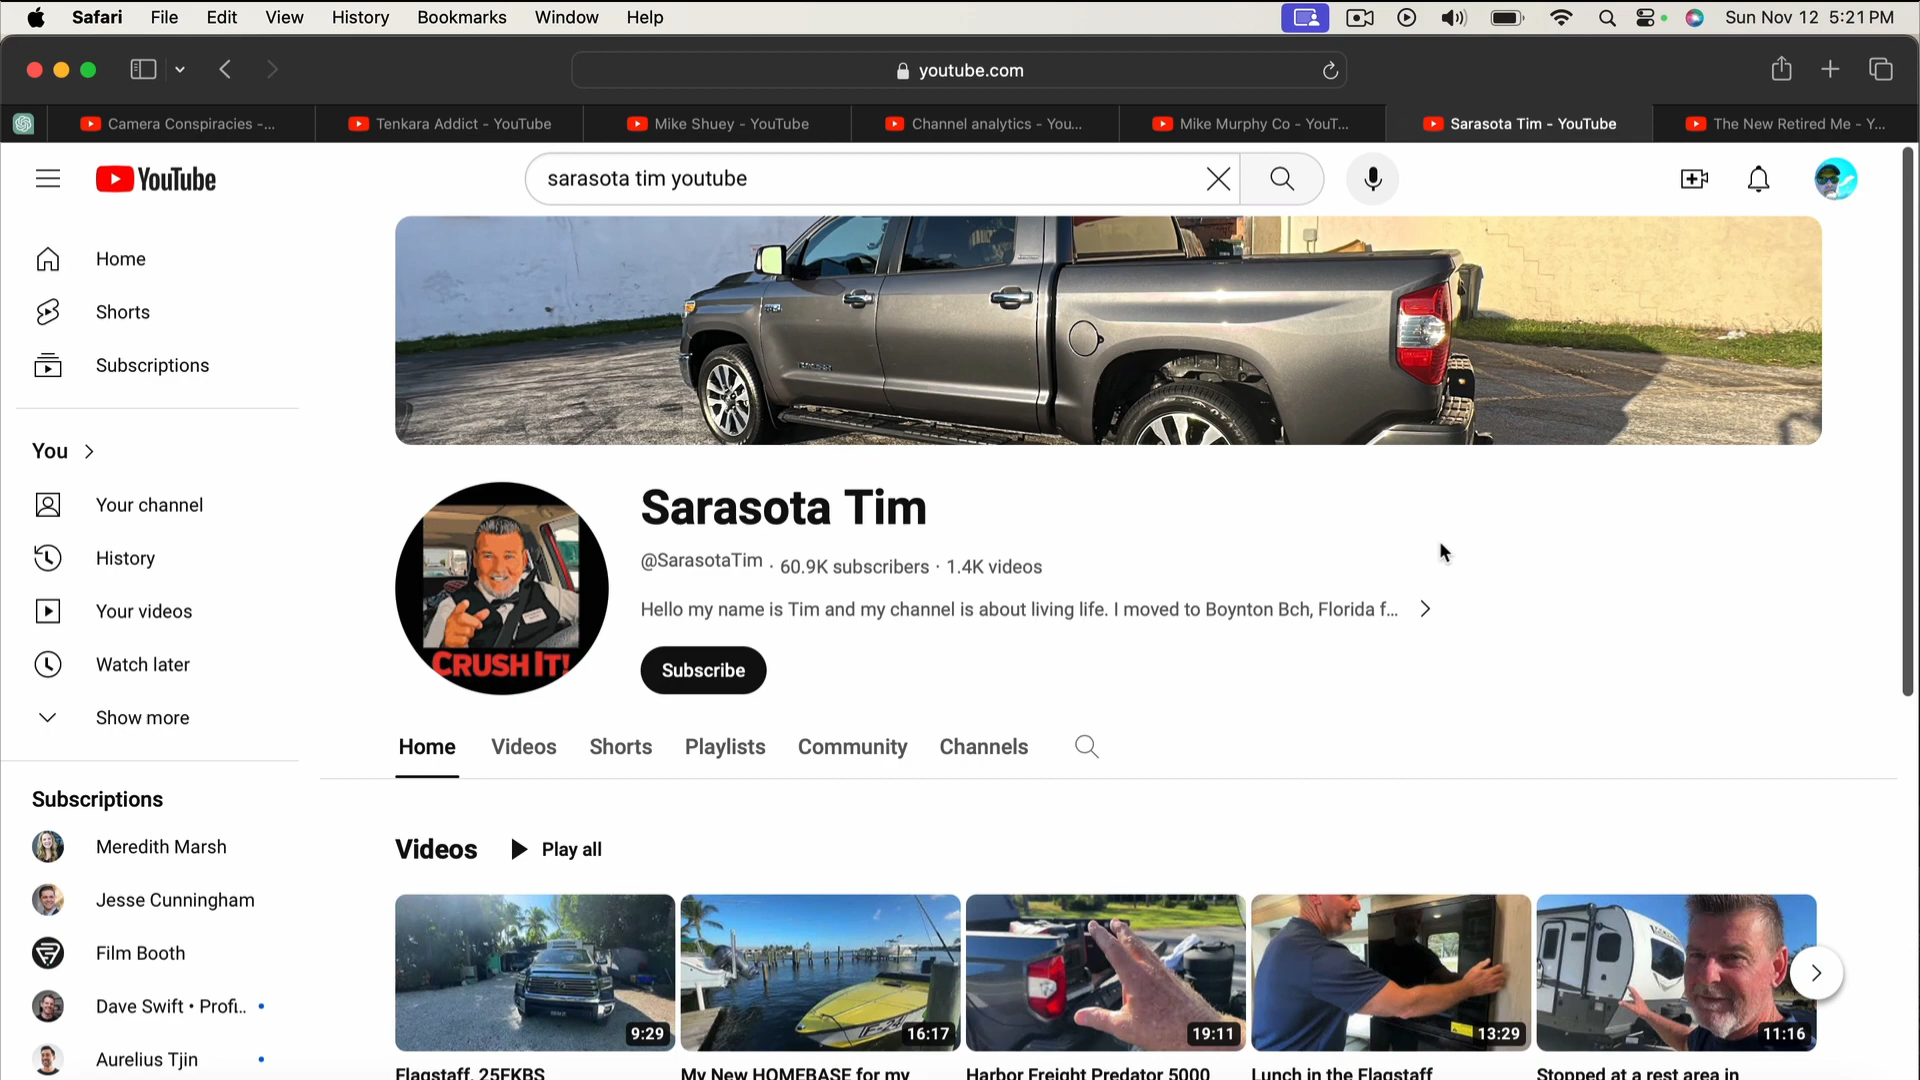 Safari File Edit View History Bookmarks Window Help Sun Nov 12 5:21 PM
youtube.com
Camera Conspiracies -... Tenkara Addict - YouTube Mike Shuey - YouTube Channel analytics - You... Mike Murphy Co - YouT... Sarasota Tim - YouTube The New Retired Me - Y...
YouTube
sarasota tim youtube
Home
Shorts
Subscriptions
You
Your channel
History
Your videos
Watch later
Show more
Subscriptions
Meredith Marsh
Jesse Cunningham
Film Booth
Dave Swift • Profi...
Aurelius Tjin
CRUSH IT!
Sarasota Tim
@SarasotaTim · 60.9K subscribers · 1.4K videos
Hello my name is Tim and my channel is about living life. I moved to Boynton Bch, Florida f...
Subscribe
Home Videos Shorts Playlists Community Channels
Videos Play all
9:29
16:17
19:11
13:29
11:16
Flagstaff, 25FKBS
My New HOMEBASE for my
Harbor Freight Predator 5000
Lunch in the Flagstaff
Stopped at a rest area in